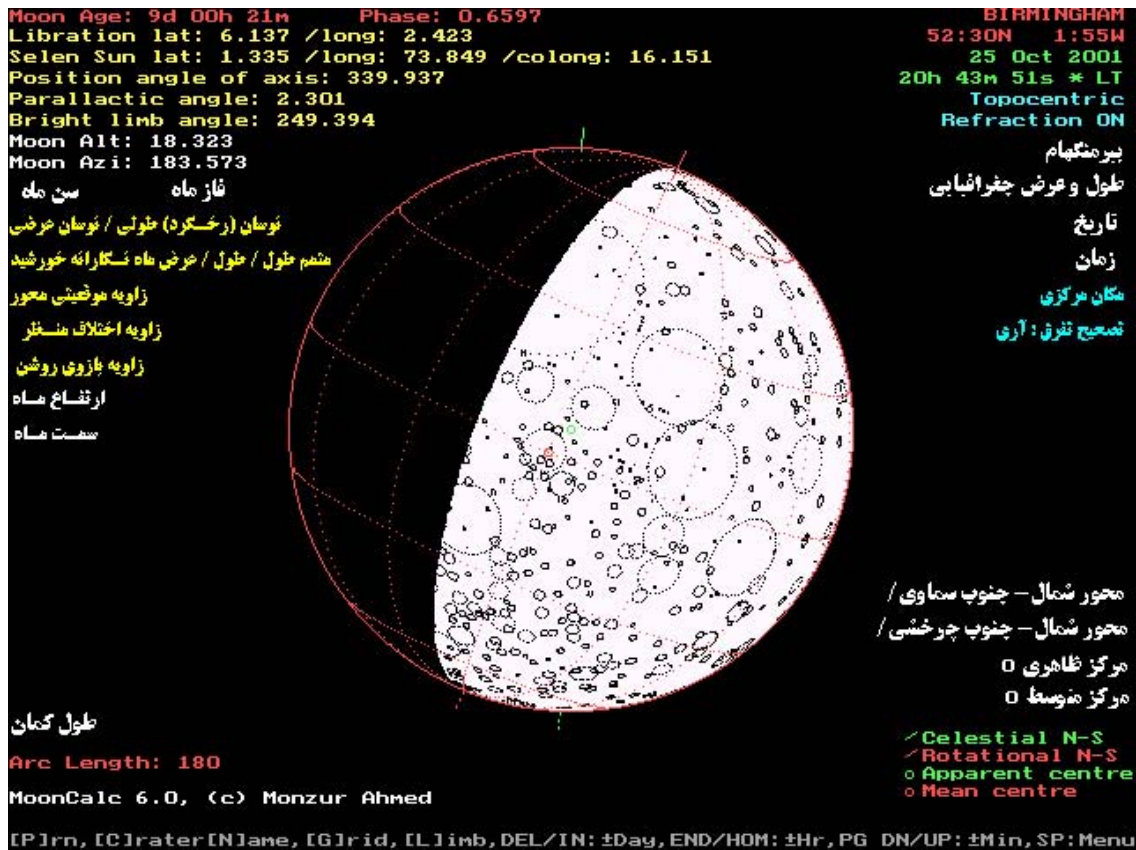 Moon Age: 9d 00h 21m Phase: 0.6597
Libration lat: 6.137 /long: 2.423
Selen Sun lat: 1.335 /long: 73.849 /colong: 16.151
Position angle of axis: 339.937
Parallactic angle: 2.301
Bright limb angle: 249.394
Moon Alt: 18.323
Moon Azi: 183.573
BIRMINGHAM
52:30N 1:55W
25 Oct 2001
20h 43m 51s * LT
Topocentric
Refraction ON
سن ماه فاز ماه
نوسان (رخگرد) طولی / نوسان عرضی
متمم طول / طول / عرض ماه نگارانه خورشید
زاویه موقعیتی محور
زاویه اختلاف منظر
زاویه بازوی روشن
ارتفاع ماه
سمت ماه
بیرمنگهام
طول و عرض جغرافیایی
تاریخ
زمان
مکان مرکزی
تصحیح تفرق : آری
محور شمال – جنوب سماوی /
محور شمال – جنوب چرخشی /
مرکز ظاهری o
مرکز متوسط o
طول کمان
Arc Length: 180
MoonCalc 6.0, (c) Monzur Ahmed
/Celestial N-S
/Rotational N-S
o Apparent centre
o Mean centre
[P]rn,[C]rater[N]ame,[G]rid,[L]imb,DEL/IN:±Day,END/HOM:±Hr,PG DN/UP:±Min,SP:Menu